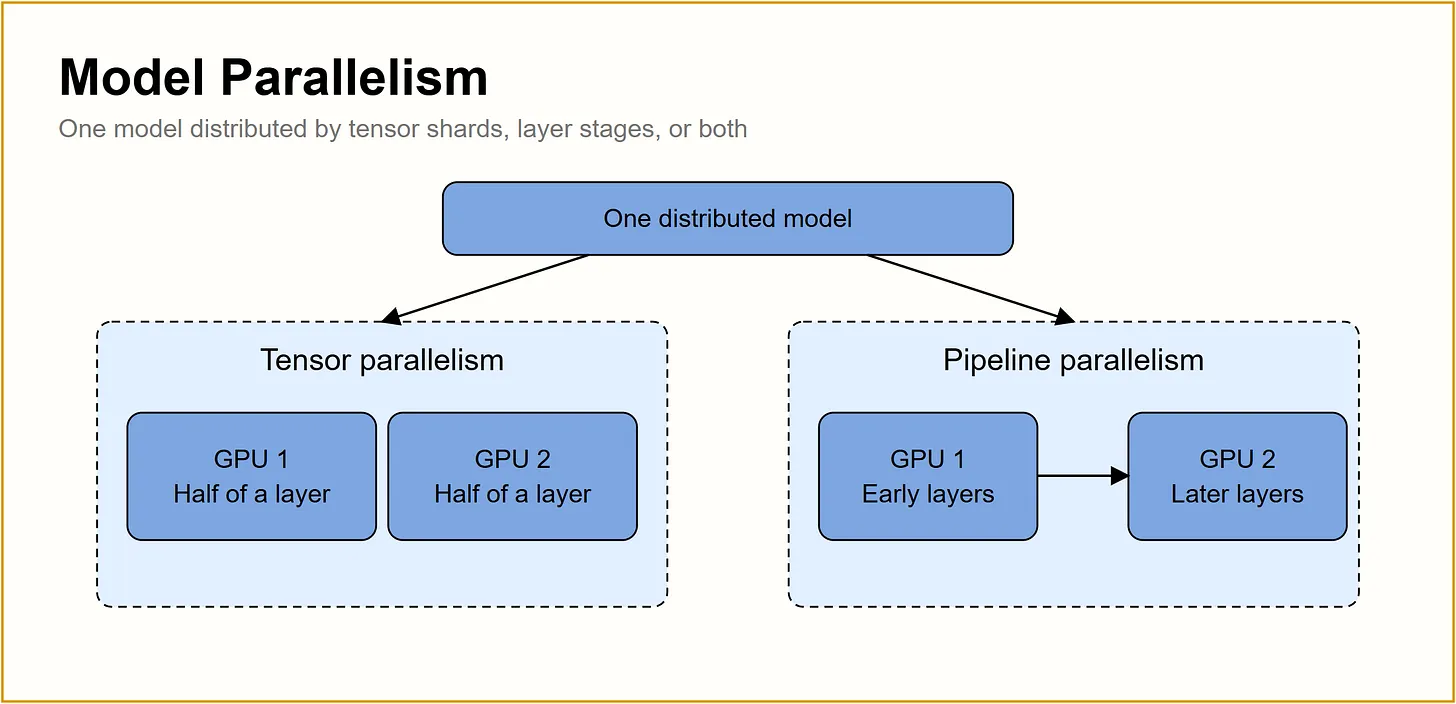 Model Parallelism
One model distributed by tensor shards, layer stages, or both
One distributed model
Tensor parallelism
GPU 1
Half of a layer
GPU 2
Half of a layer
Pipeline parallelism
GPU 1
Early layers
GPU 2
Later layers